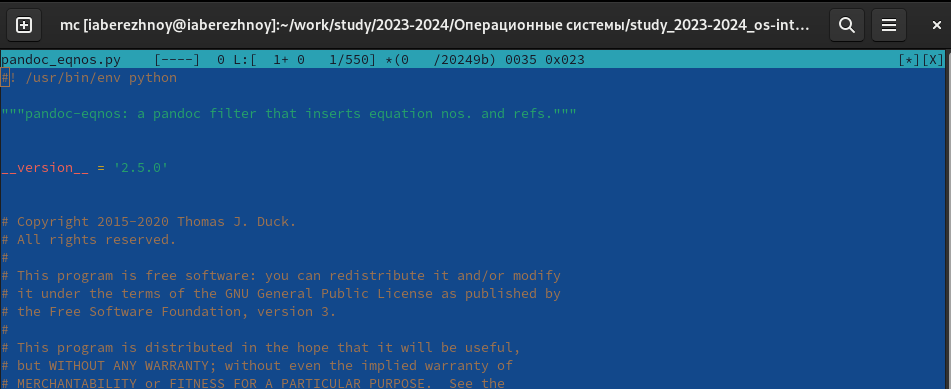 mc [iaberezhnoy@iaberezhnoy]:~/work/study/2023-2024/Операционные системы/study_2023-2024_os-int…
pandoc_eqnos.py    [----]  0 L:[  1+ 0   1/550] *(0   /20249b) 0035 0x023    [*][X]
#! /usr/bin/env python
"""pandoc-eqnos: a pandoc filter that inserts equation nos. and refs."""
__version__ = '2.5.0'
# Copyright 2015-2020 Thomas J. Duck.
# All rights reserved.
#
# This program is free software: you can redistribute it and/or modify
# it under the terms of the GNU General Public License as published by
# the Free Software Foundation, version 3.
#
# This program is distributed in the hope that it will be useful,
# but WITHOUT ANY WARRANTY; without even the implied warranty of
# MERCHANTABILITY or FITNESS FOR A PARTICULAR PURPOSE.  See the